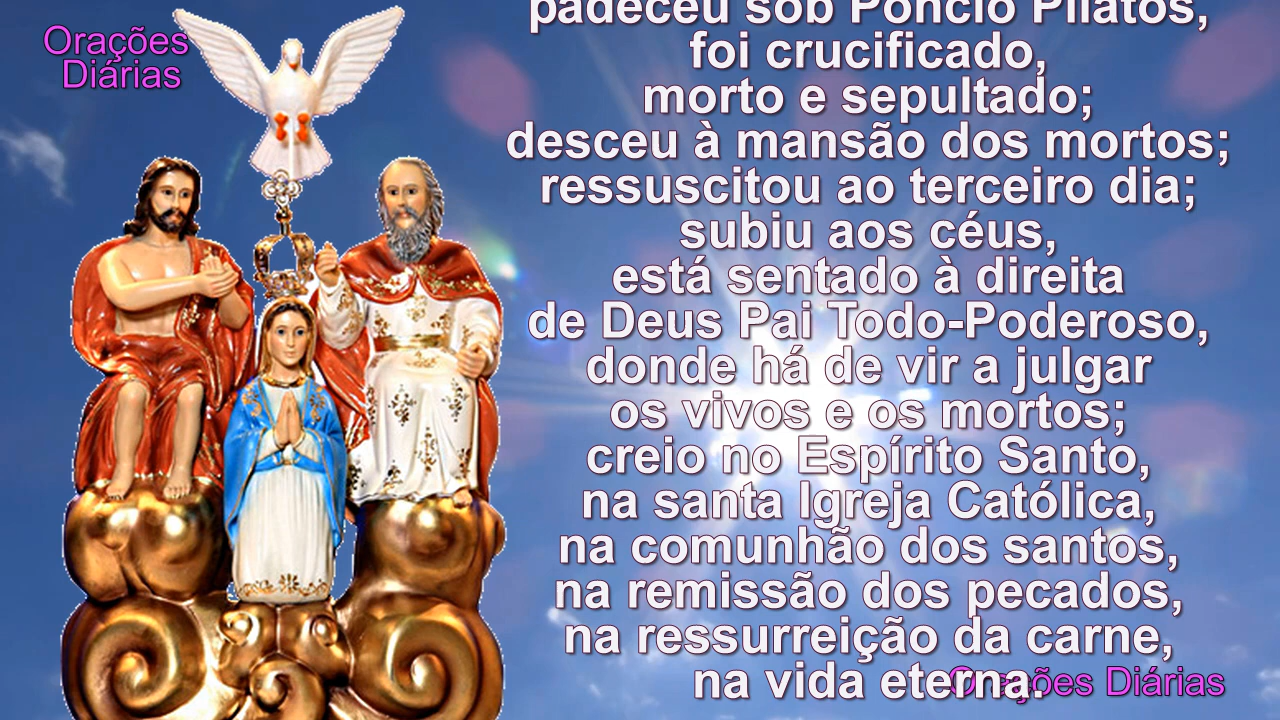 Orações
Diárias
padeceu sob Pôncio Pilatos,
foi crucificado,
morto e sepultado;
desceu à mansão dos mortos;
ressuscitou ao terceiro dia;
subiu aos céus,
está sentado à direita
de Deus Pai Todo-Poderoso,
donde há de vir a julgar
os vivos e os mortos;
creio no Espírito Santo,
na santa Igreja Católica,
na comunhão dos santos,
na remissão dos pecados,
na ressurreição da carne,
na vida eterna.
Orações Diárias